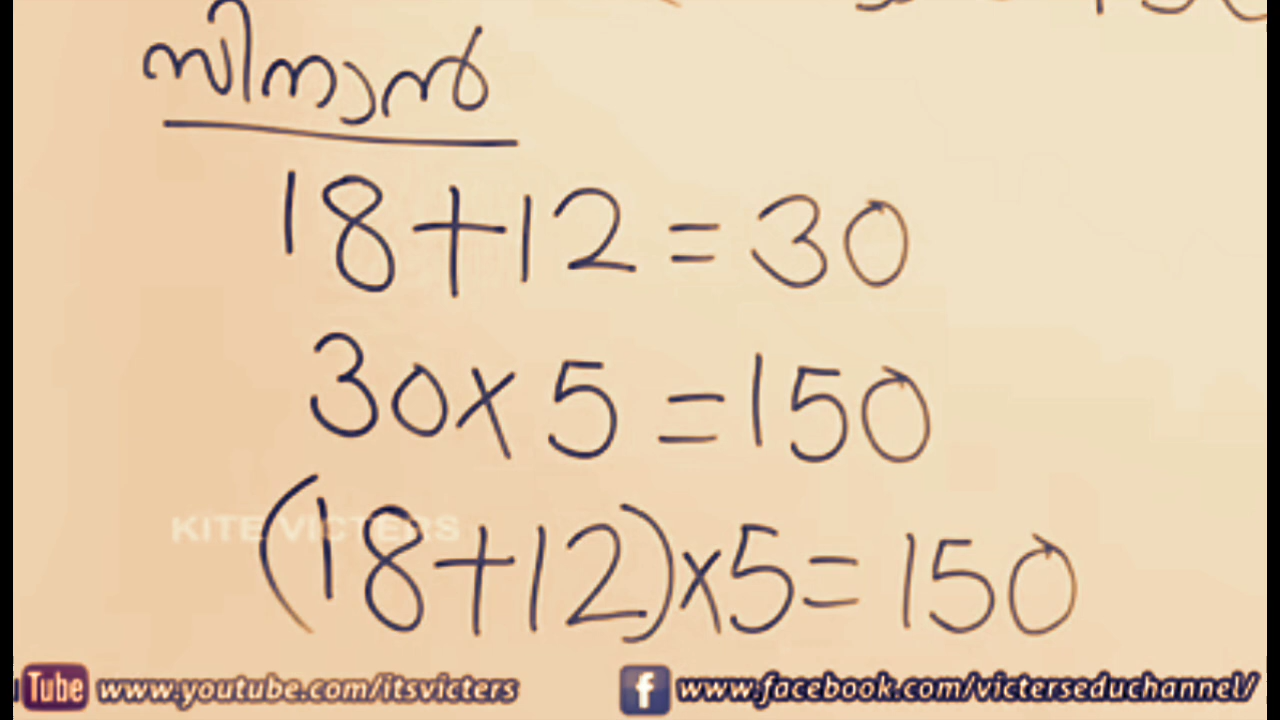 സിനാൻ
18+12=30
30x5=150
(18+12)x5=150
KITE VICTERS
Tube www.youtube.com/itsvicters
f www.facebook.com/victerseduchannel/